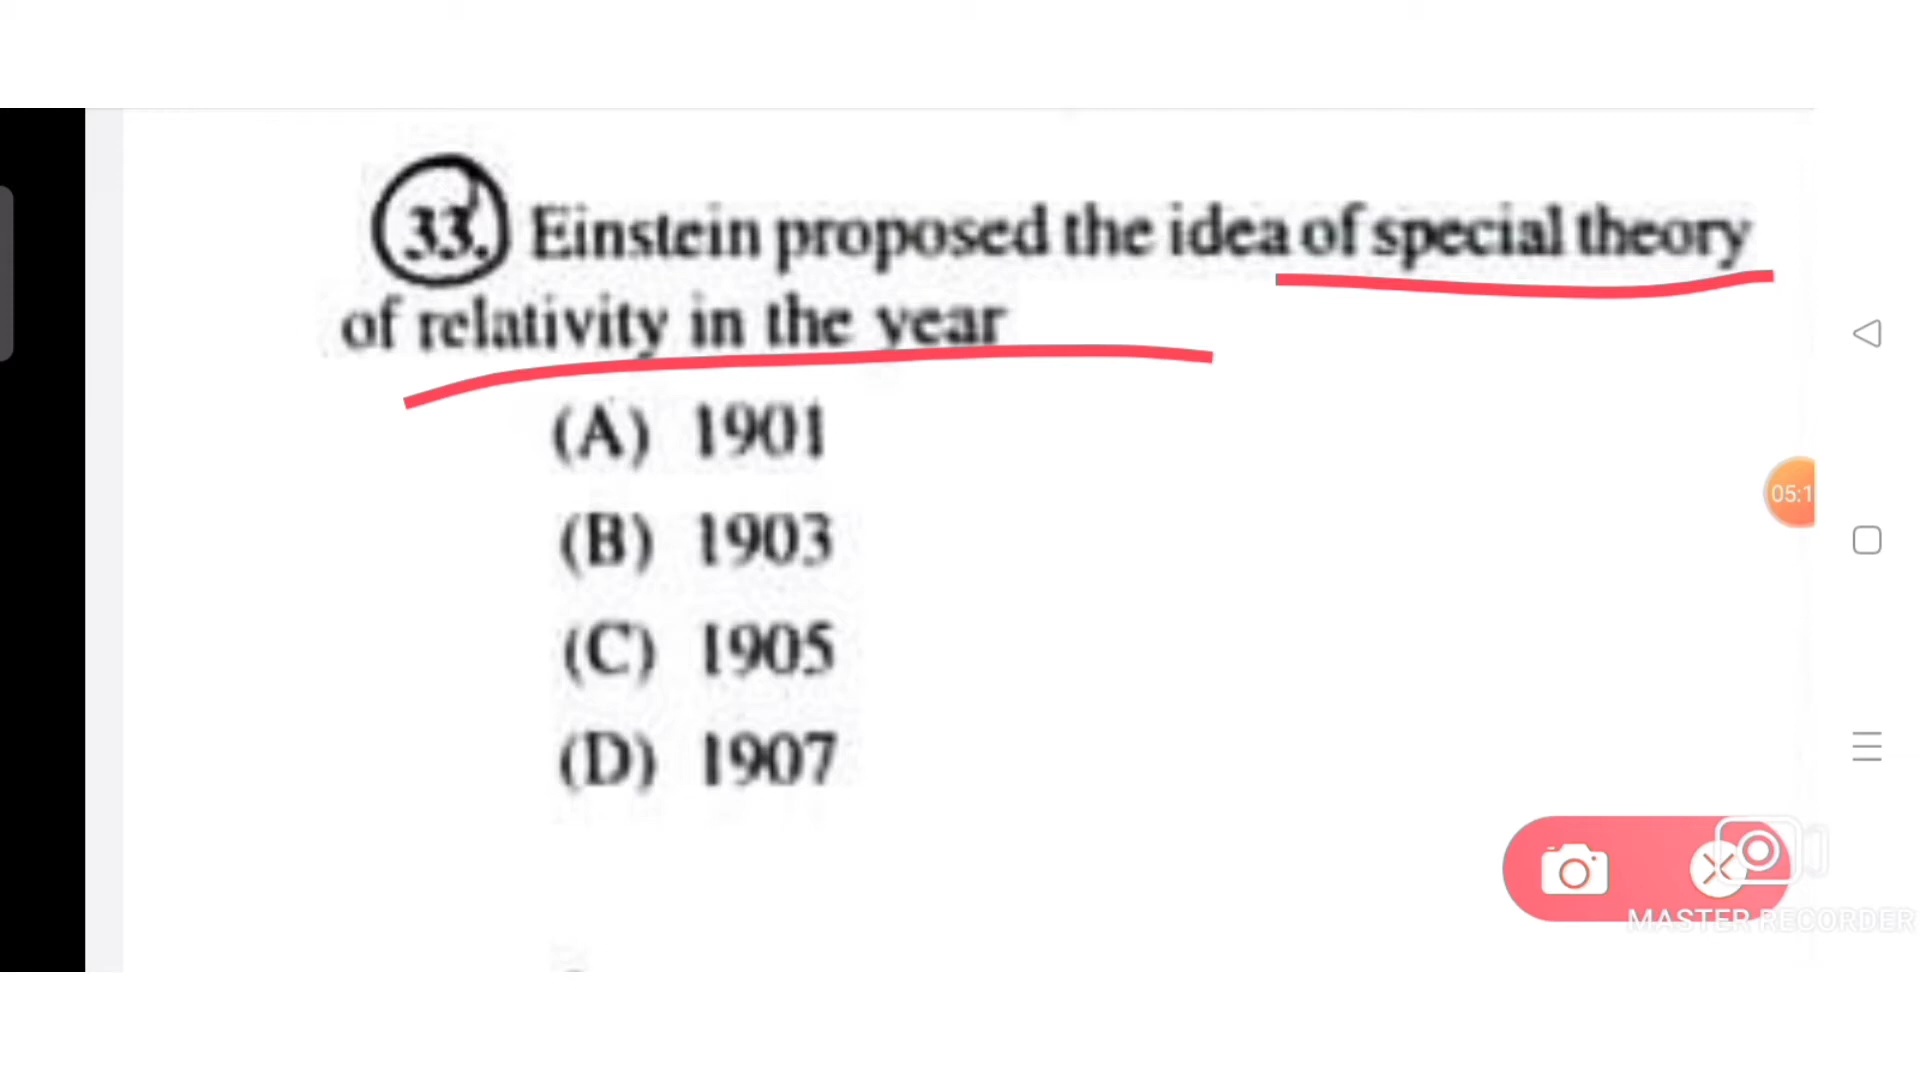 33. Einstein proposed the idea of special theory
of relativity in the year
(A) 1901
(B) 1903
05:1
(C) 1905
(D) 1907
MASTER RECORDER